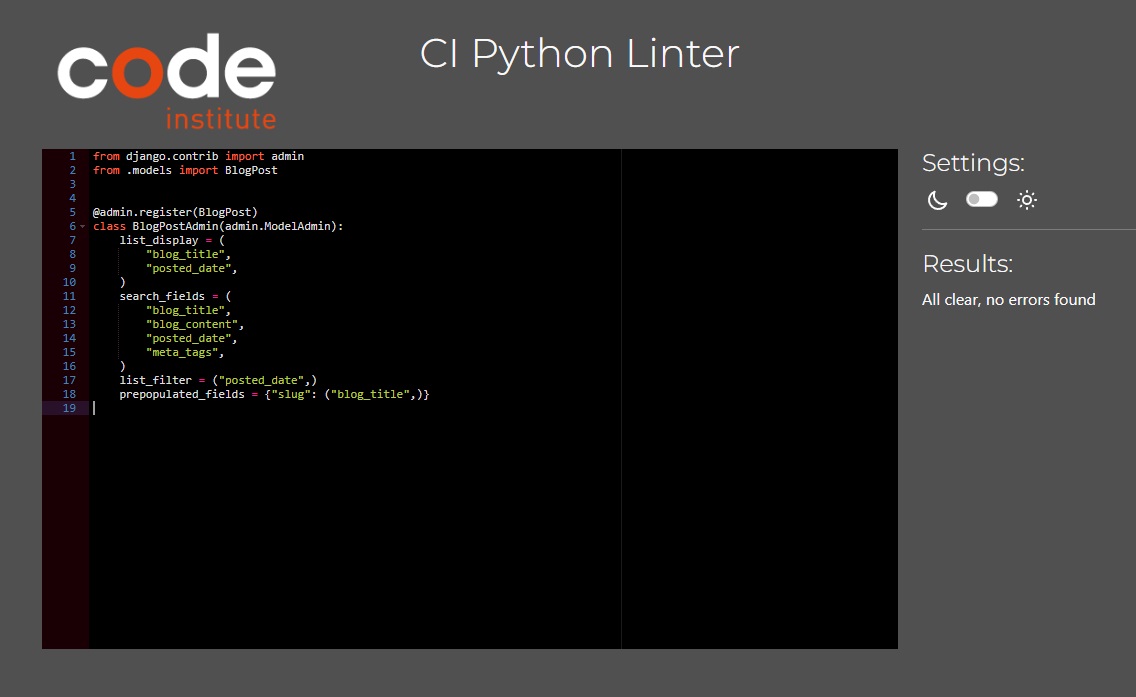 code
institute
CI Python Linter
1 from django.contrib import admin
2 from .models import BlogPost
3
4
5 @admin.register(BlogPost)
6 class BlogPostAdmin(admin.ModelAdmin):
7     list_display = (
8         "blog_title",
9         "posted_date",
10     )
11     search_fields = (
12         "blog_title",
13         "blog_content",
14         "posted_date",
15         "meta_tags",
16     )
17     list_filter = ("posted_date",)
18     prepopulated_fields = {"slug": ("blog_title",)}
19
Settings:
Results:
All clear, no errors found